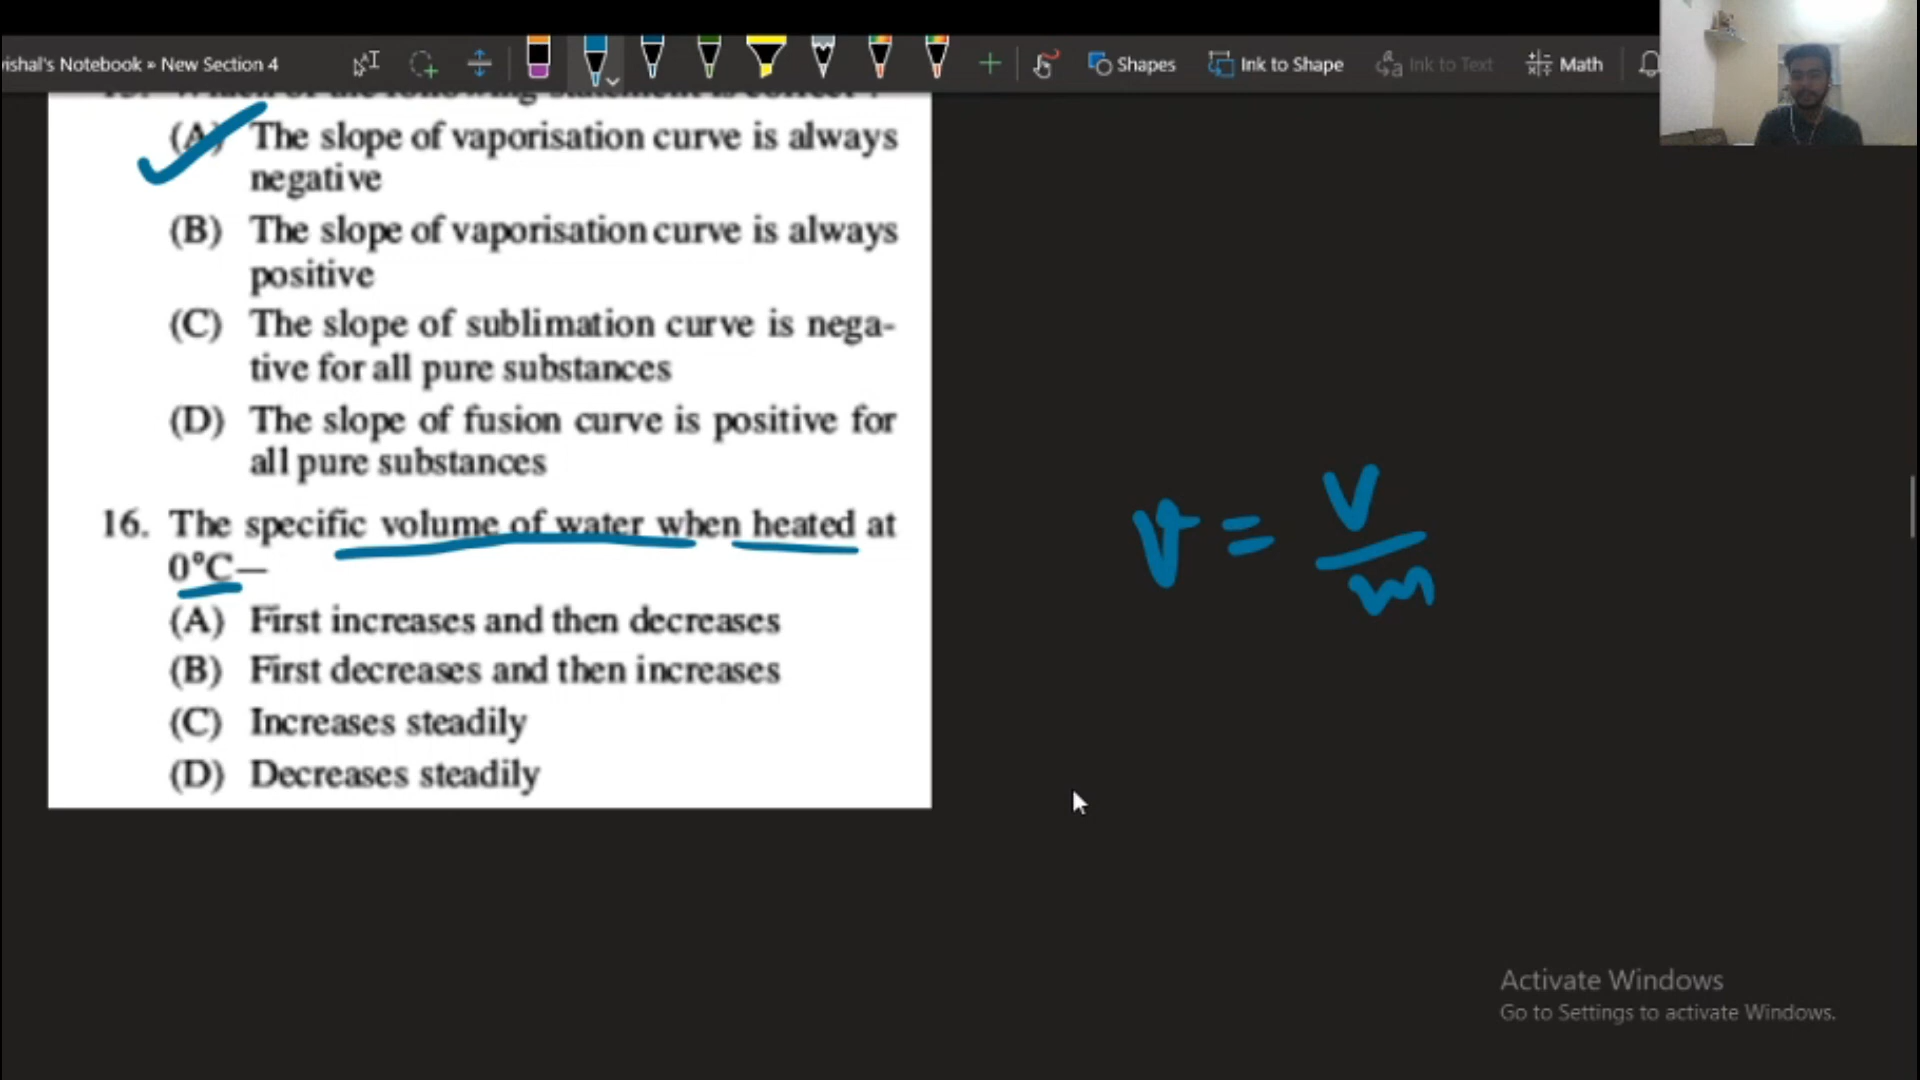 vishal's Notebook » New Section 4
Shapes
Ink to Shape
Ink to Text
Math
(A) The slope of vaporisation curve is always
negative
(B) The slope of vaporisation curve is always
positive
(C) The slope of sublimation curve is nega-
tive for all pure substances
(D) The slope of fusion curve is positive for
all pure substances
16. The specific volume of water when heated at
0°C—
(A) First increases and then decreases
(B) First decreases and then increases
(C) Increases steadily
(D) Decreases steadily
v = V
m
Activate Windows
Go to Settings to activate Windows.